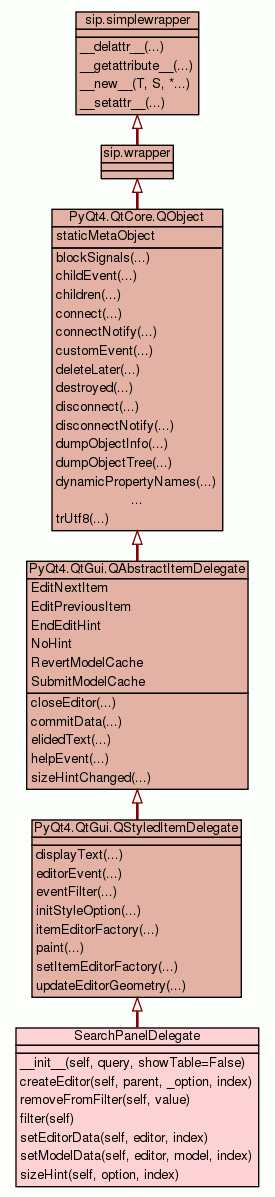 sip.simplewrapper
__delattr__(...)
__getattribute__(...)
__new__(T, S, *...)
__setattr__(...)
sip.wrapper
PyQt4.QtCore.QObject
staticMetaObject
blockSignals(...)
childEvent(...)
children(...)
connect(...)
connectNotify(...)
customEvent(...)
deleteLater(...)
destroyed(...)
disconnect(...)
disconnectNotify(...)
dumpObjectInfo(...)
dumpObjectTree(...)
dynamicPropertyNames(...)
...
trUtf8(...)
PyQt4.QtGui.QAbstractItemDelegate
EditNextItem
EditPreviousItem
EndEditHint
NoHint
RevertModelCache
SubmitModelCache
closeEditor(...)
commitData(...)
elidedText(...)
helpEvent(...)
sizeHintChanged(...)
PyQt4.QtGui.QStyledItemDelegate
displayText(...)
editorEvent(...)
eventFilter(...)
initStyleOption(...)
itemEditorFactory(...)
paint(...)
setItemEditorFactory(...)
updateEditorGeometry(...)
SearchPanelDelegate
__init__(self, query, showTable=False)
createEditor(self, parent, _option, index)
removeFromFilter(self, value)
filter(self)
setEditorData(self, editor, index)
setModelData(self, editor, model, index)
sizeHint(self, option, index)